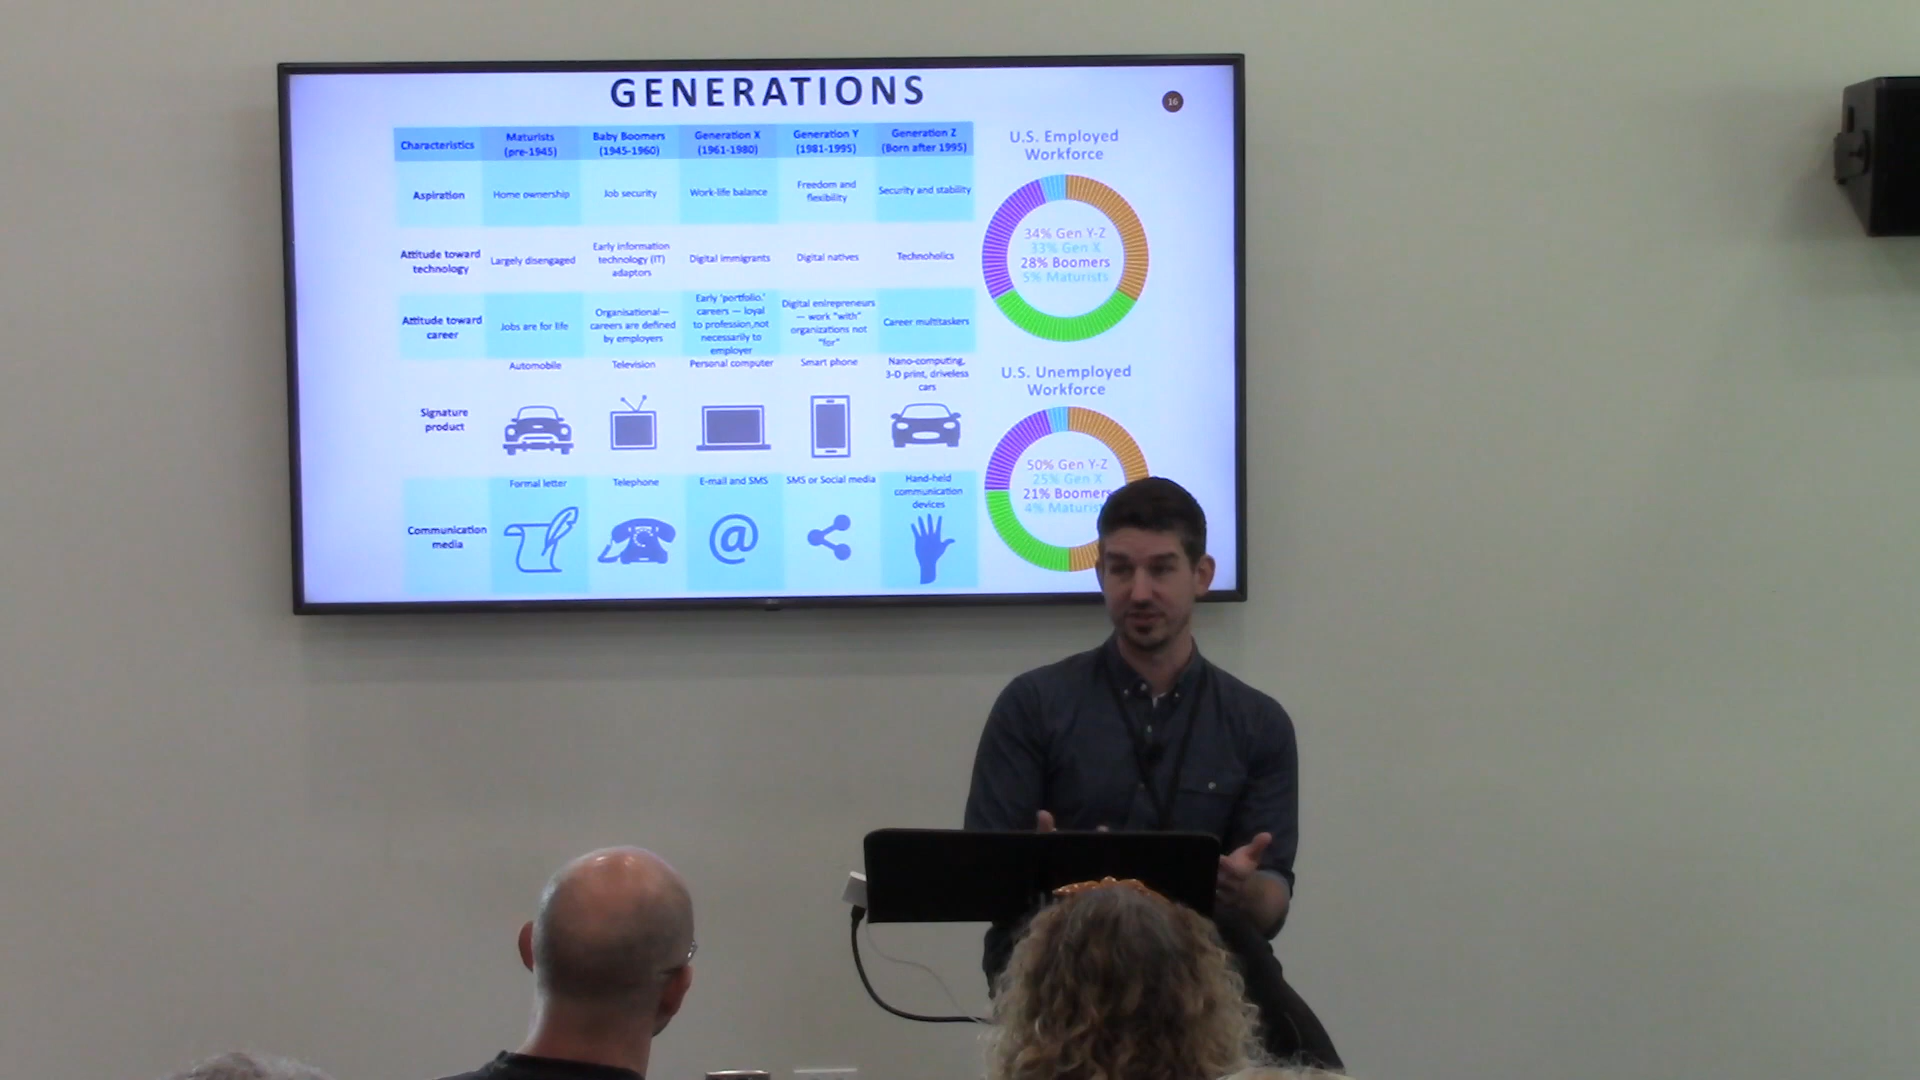 GENERATIONS
16
Characteristics
Maturists
(pre-1945)
Baby Boomers
(1945-1960)
Generation X
(1961-1980)
Generation Y
(1981-1995)
Generation Z
(Born after 1995)
Aspiration
Home ownership
Job security
Work-life balance
Freedom and
flexibility
Security and stability
Attitude toward
technology
Largely disengaged
Early information
technology (IT)
adaptors
Digital immigrants
Digital natives
Technoholics
Attitude toward
career
Jobs are for life
Organisational—
careers are defined
by employers
Early 'portfolio.'
careers — loyal
to profession,not
necessarily to
employer
Digital enirepreneurs
— work "with"
organizations not
"for"
Career multitaskers
Signature
product
Automobile
Television
Personal computer
Smart phone
Nano-computing,
3-D print, driveless
cars
Communication
media
Formal letter
Telephone
E-mail and SMS
@
SMS or Social media
Hand-held
communication
devices
U.S. Employed
Workforce
34% Gen Y-Z
33% Gen X
28% Boomers
5% Maturists
U.S. Unemployed
Workforce
50% Gen Y-Z
25% Gen X
21% Boomers
4% Maturis